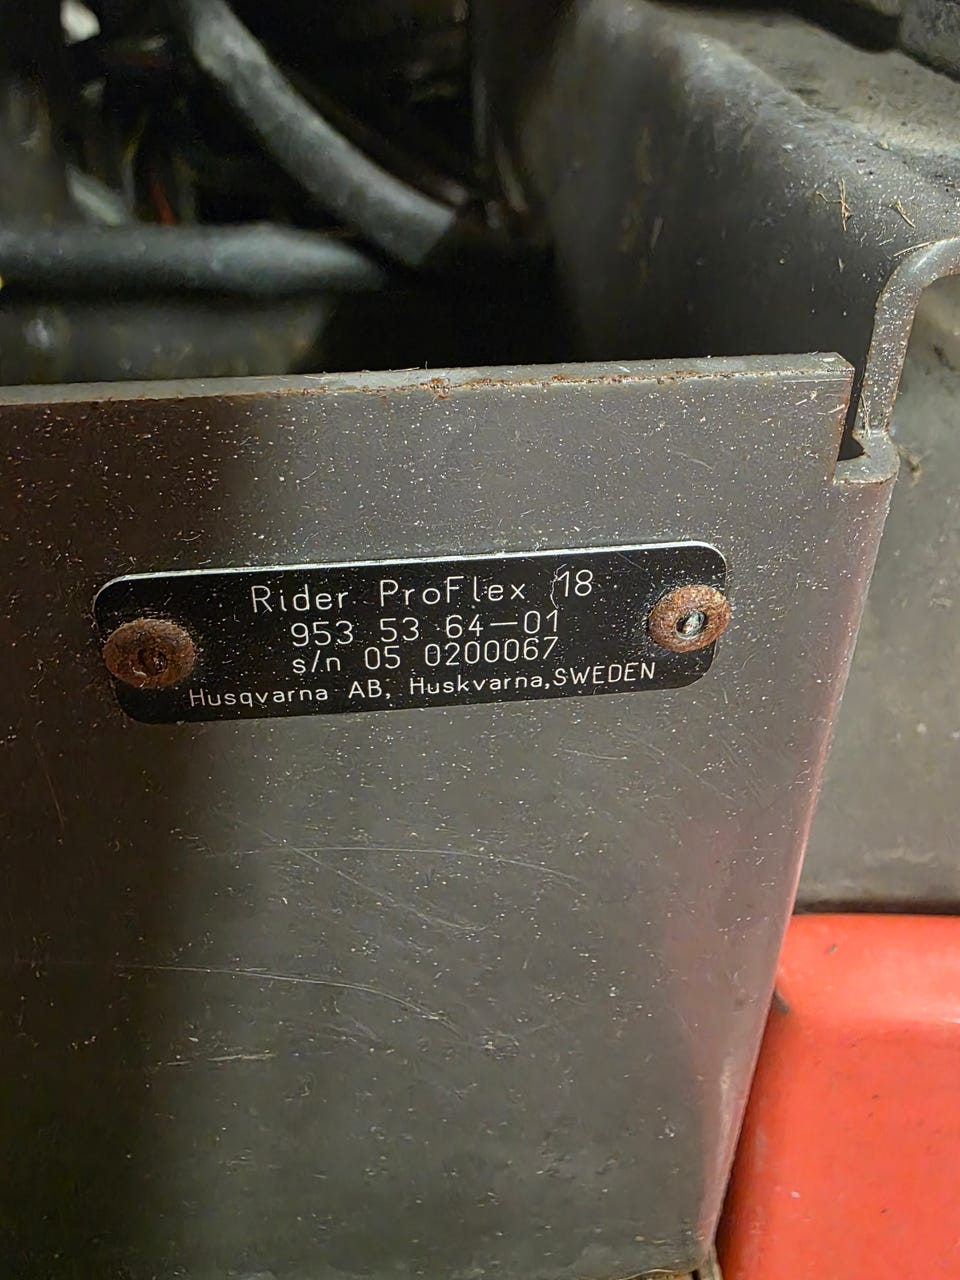 Rider ProFlex 18
953 53 64-01
s/n 05 0200067
Husqvarna AB, Huskvarna,SWEDEN